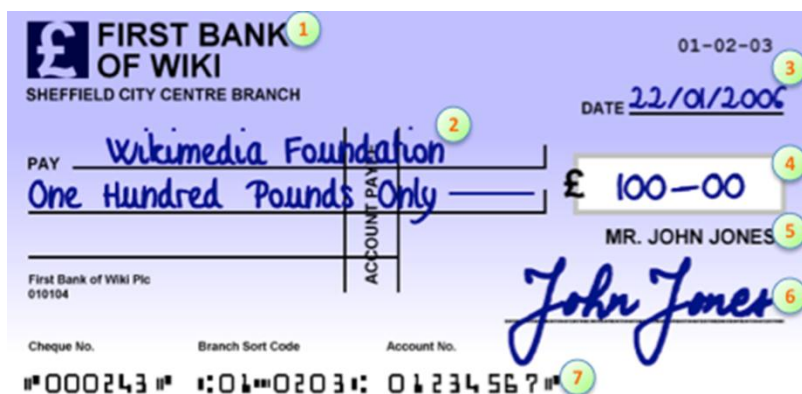 FIRST BANK 1
OF WIKI
SHEFFIELD CITY CENTRE BRANCH
01-02-03
3
DATE 22/01/2006
2
PAY Wikimedia Foundation
One Hundred Pounds Only
ACCOUNT PAYEE
£ 100-00 4
MR. JOHN JONES 5
First Bank of Wiki Plc
010104
John Jones 6
Cheque No. Branch Sort Code Account No.
⑈000243⑈ ⑆01⑉0203⑆ 01234567⑈ 7